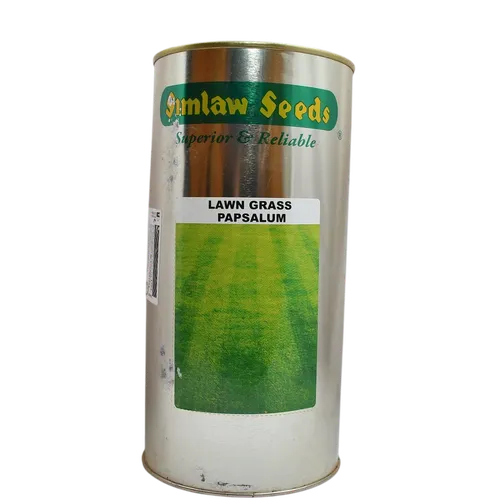 Simlaw Seeds
Superior & Reliable
®
LAWN GRASS
PAPSALUM